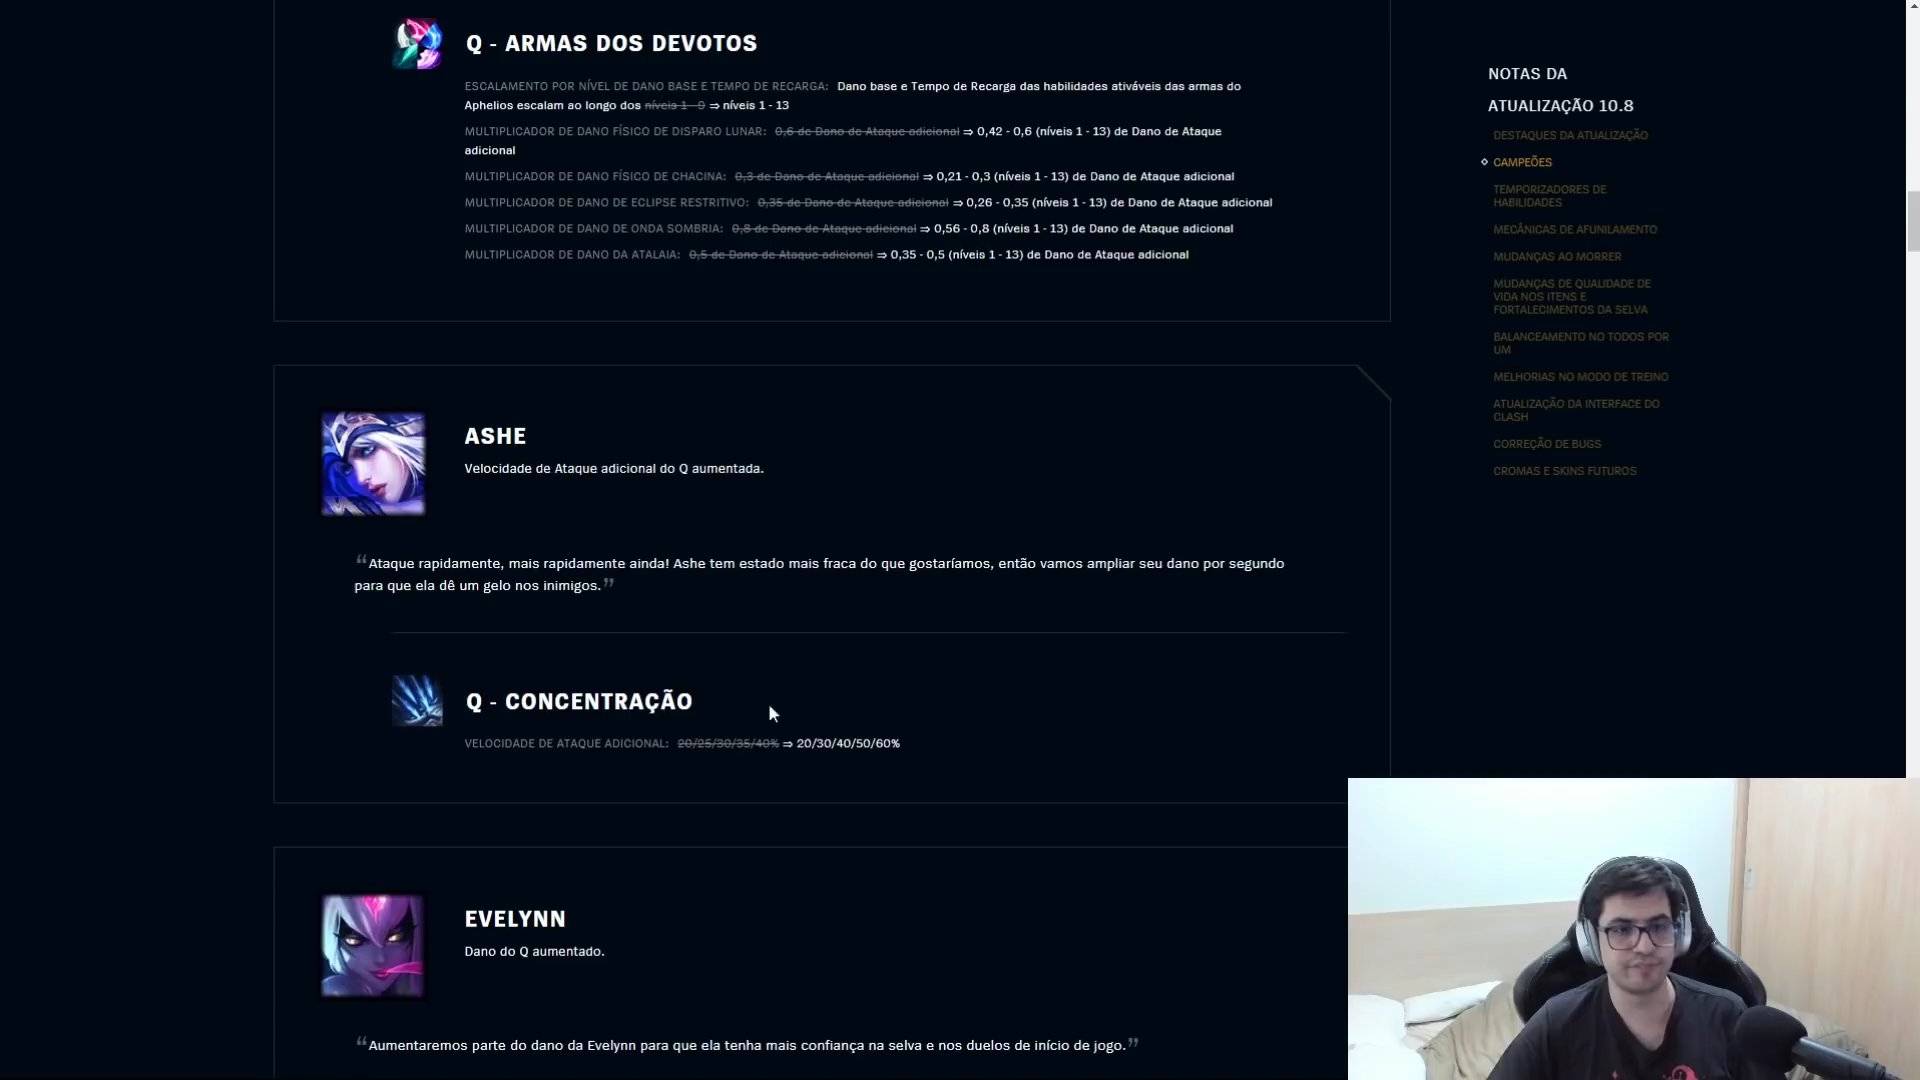 Q - ARMAS DOS DEVOTOS
ESCALAMENTO POR NÍVEL DE DANO BASE E TEMPO DE RECARGA: Dano base e Tempo de Recarga das habilidades ativáveis das armas do
Aphelios escalam ao longo dos níveis 1 - 9 ⇒ níveis 1 - 13
MULTIPLICADOR DE DANO FÍSICO DE DISPARO LUNAR: 0,6 de Dano de Ataque adicional ⇒ 0,42 - 0,6 (níveis 1 - 13) de Dano de Ataque
adicional
MULTIPLICADOR DE DANO FÍSICO DE CHACINA: 0,3 de Dano de Ataque adicional ⇒ 0,21 - 0,3 (níveis 1 - 13) de Dano de Ataque adicional
MULTIPLICADOR DE DANO DE ECLIPSE RESTRITIVO: 0,35 de Dano de Ataque adicional ⇒ 0,26 - 0,35 (níveis 1 - 13) de Dano de Ataque adicional
MULTIPLICADOR DE DANO DE ONDA SOMBRIA: 0,8 de Dano de Ataque adicional ⇒ 0,56 - 0,8 (níveis 1 - 13) de Dano de Ataque adicional
MULTIPLICADOR DE DANO DA ATALAIA: 0,5 de Dano de Ataque adicional ⇒ 0,35 - 0,5 (níveis 1 - 13) de Dano de Ataque adicional
ASHE
Velocidade de Ataque adicional do Q aumentada.
“Ataque rapidamente, mais rapidamente ainda! Ashe tem estado mais fraca do que gostaríamos, então vamos ampliar seu dano por segundo
para que ela dê um gelo nos inimigos.”
Q - CONCENTRAÇÃO
VELOCIDADE DE ATAQUE ADICIONAL: 20/25/30/35/40% ⇒ 20/30/40/50/60%
EVELYNN
Dano do Q aumentado.
“Aumentaremos parte do dano da Evelynn para que ela tenha mais confiança na selva e nos duelos de início de jogo.”
NOTAS DA
ATUALIZAÇÃO 10.8
DESTAQUES DA ATUALIZAÇÃO
CAMPEÕES
TEMPORIZADORES DE
HABILIDADES
MECÂNICAS DE AFUNILAMENTO
MUDANÇAS AO MORRER
MUDANÇAS DE QUALIDADE DE
VIDA NOS ITENS E
FORTALECIMENTOS DA SELVA
BALANCEAMENTO NO TODOS POR
UM
MELHORIAS NO MODO DE TREINO
ATUALIZAÇÃO DA INTERFACE DO
CLASH
CORREÇÃO DE BUGS
CROMAS E SKINS FUTUROS